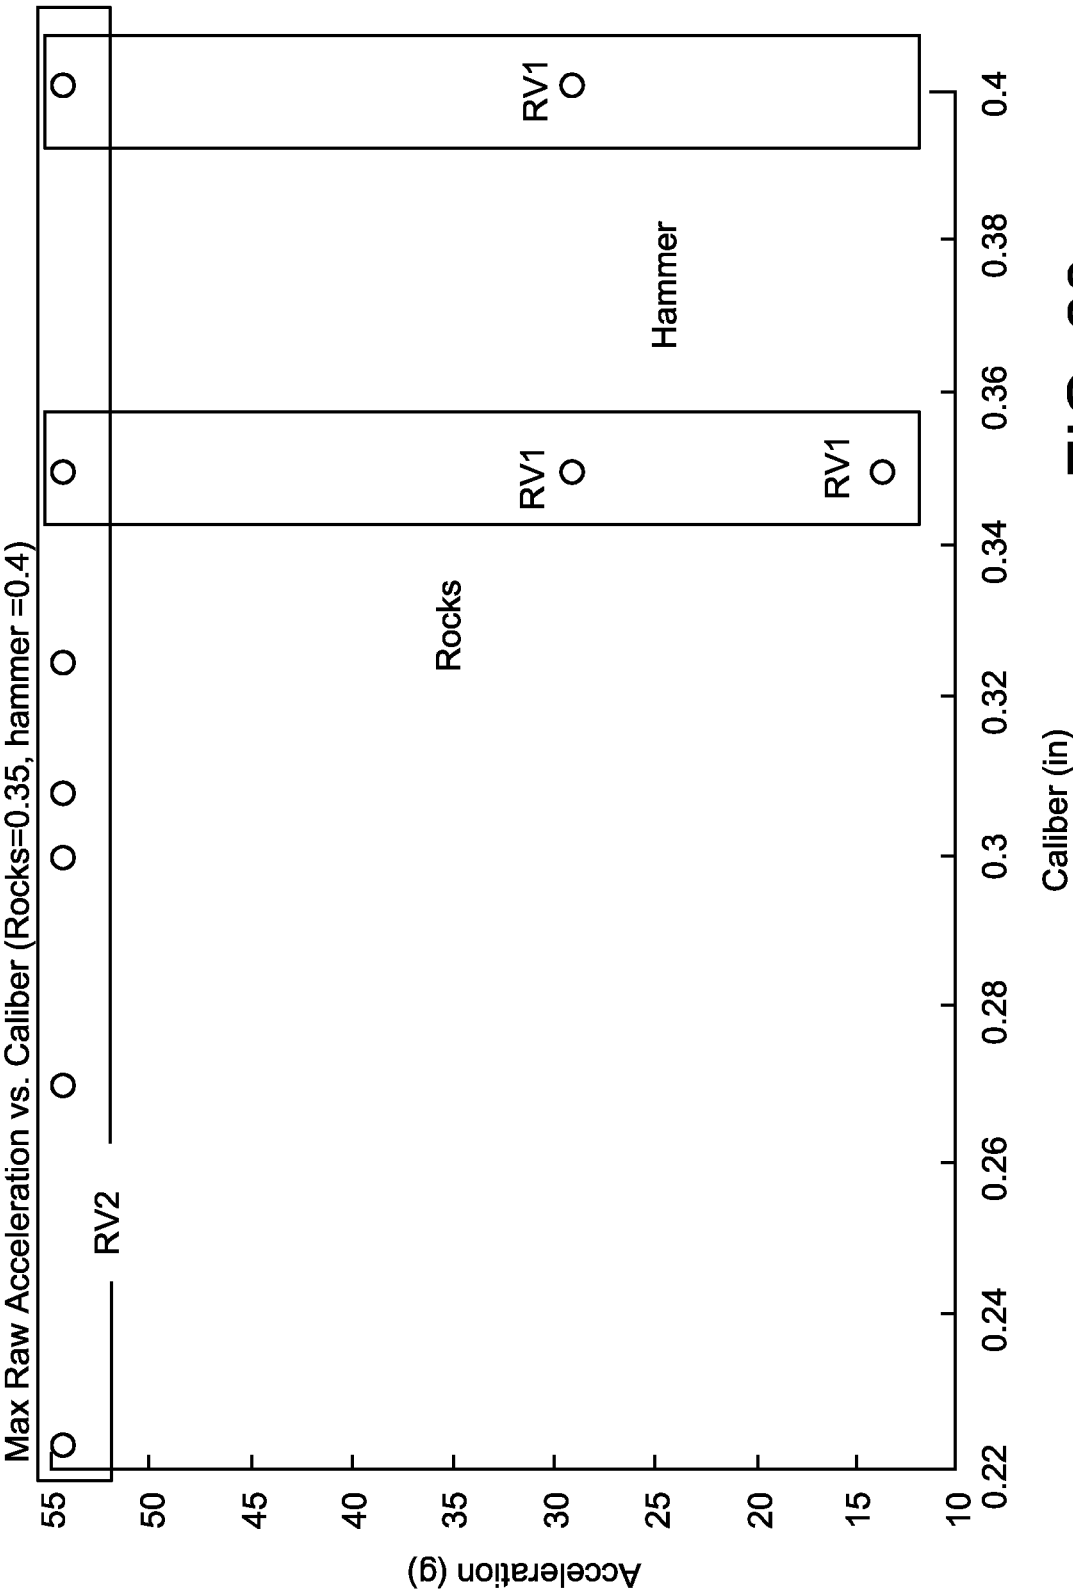 Max Raw Acceleration vs. Caliber (Rocks=0.35, hammer =0.4)
RV2
RV1
RV1
RV1
Rocks
Hammer
Acceleration (g)
55
50
45
40
35
30
25
20
15
10
0.22
0.24
0.26
0.28
0.3
0.32
0.34
0.36
0.38
0.4
Caliber (in)